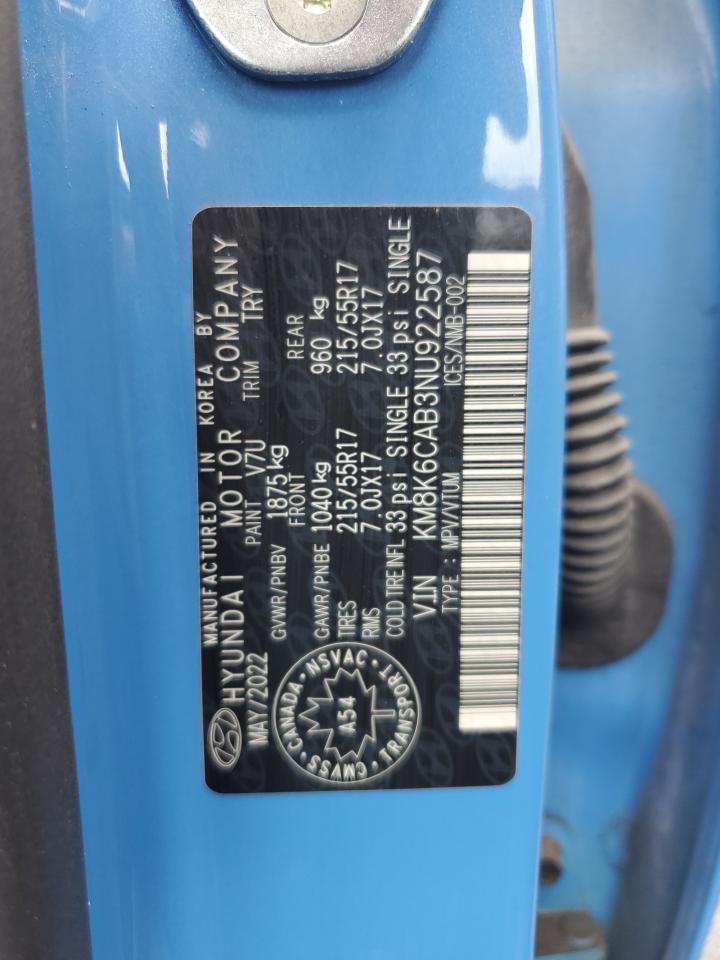 MANUFACTURED IN KOREA BY
HYUNDAI MOTOR COMPANY
MAY/2022 PAINT V7U TRIM TRY
GVWR/PNBV 1875 kg
FRONT REAR
GAWR/PNBE 1040 kg 960 kg
TIRES 215/55R17 215/55R17
RIMS 7.0JX17 7.0JX17
COLD TIRE INFL 33 psi SINGLE 33 psi SINGLE
VIN KM8K6CAB3NU922587
TYPE : MPV/VTUM ICES/NMB-002
CANADA · NSVAC · TRANSPORT · CMVSS ·
A54